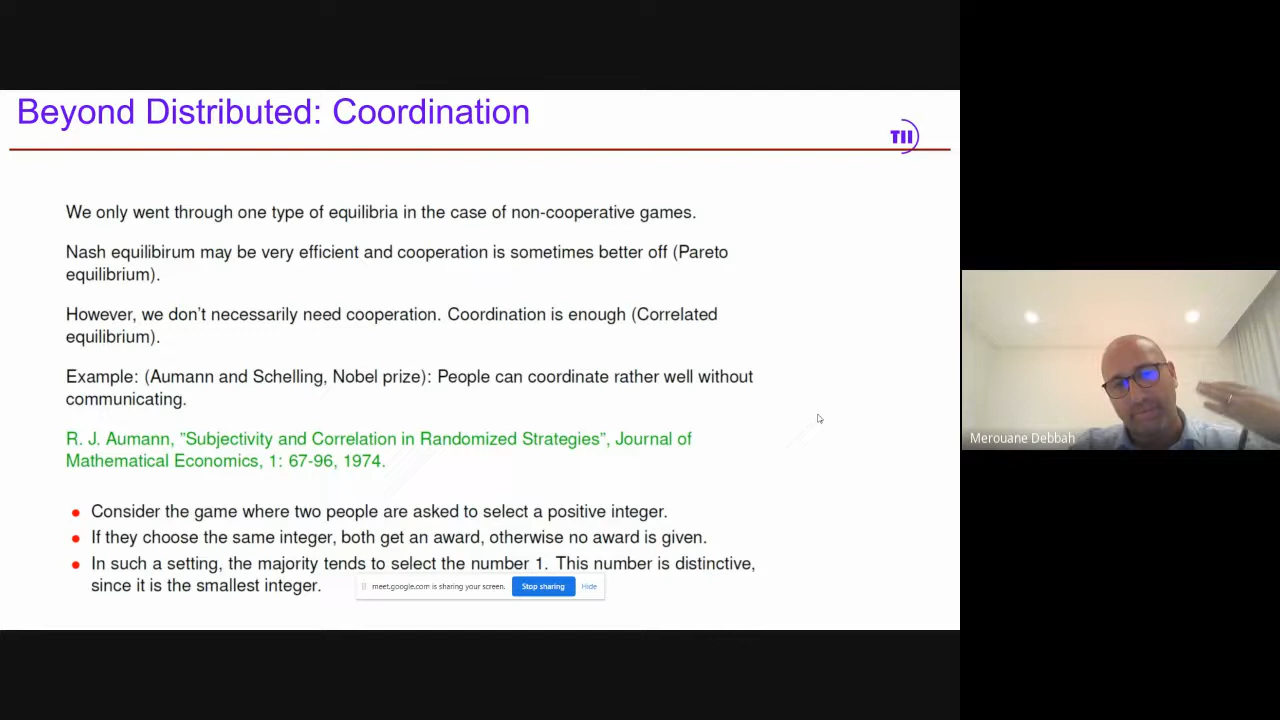 Beyond Distributed: Coordination
TII
We only went through one type of equilibria in the case of non-cooperative games.
Nash equilibirum may be very efficient and cooperation is sometimes better off (Pareto
equilibrium).
However, we don't necessarily need cooperation. Coordination is enough (Correlated
equilibrium).
Example: (Aumann and Schelling, Nobel prize): People can coordinate rather well without
communicating.
R. J. Aumann, "Subjectivity and Correlation in Randomized Strategies", Journal of
Mathematical Economics, 1: 67-96, 1974.
Consider the game where two people are asked to select a positive integer.
If they choose the same integer, both get an award, otherwise no award is given.
In such a setting, the majority tends to select the number 1. This number is distinctive,
since it is the smallest integer.
meet.google.com is sharing your screen. Stop sharing Hide
Merouane Debbah